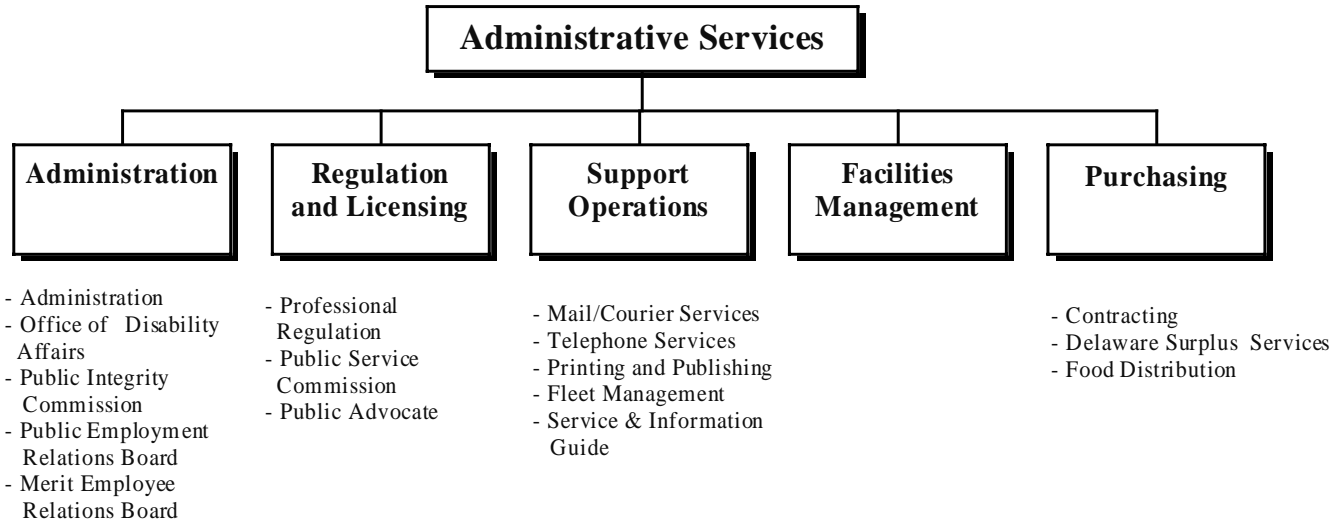 Administrative Services
Administration
Regulation
and Licensing
Support
Operations
Facilities
Management
Purchasing
- Administration
- Office of Disability
Affairs
- Public Integrity
Commission
- Public Employment
Relations Board
- Merit Employee
Relations Board
- Professional
Regulation
- Public Service
Commission
- Public Advocate
- Mail/Courier Services
- Telephone Services
- Printing and Publishing
- Fleet Management
- Service & Information
Guide
- Contracting
- Delaware Surplus Services
- Food Distribution